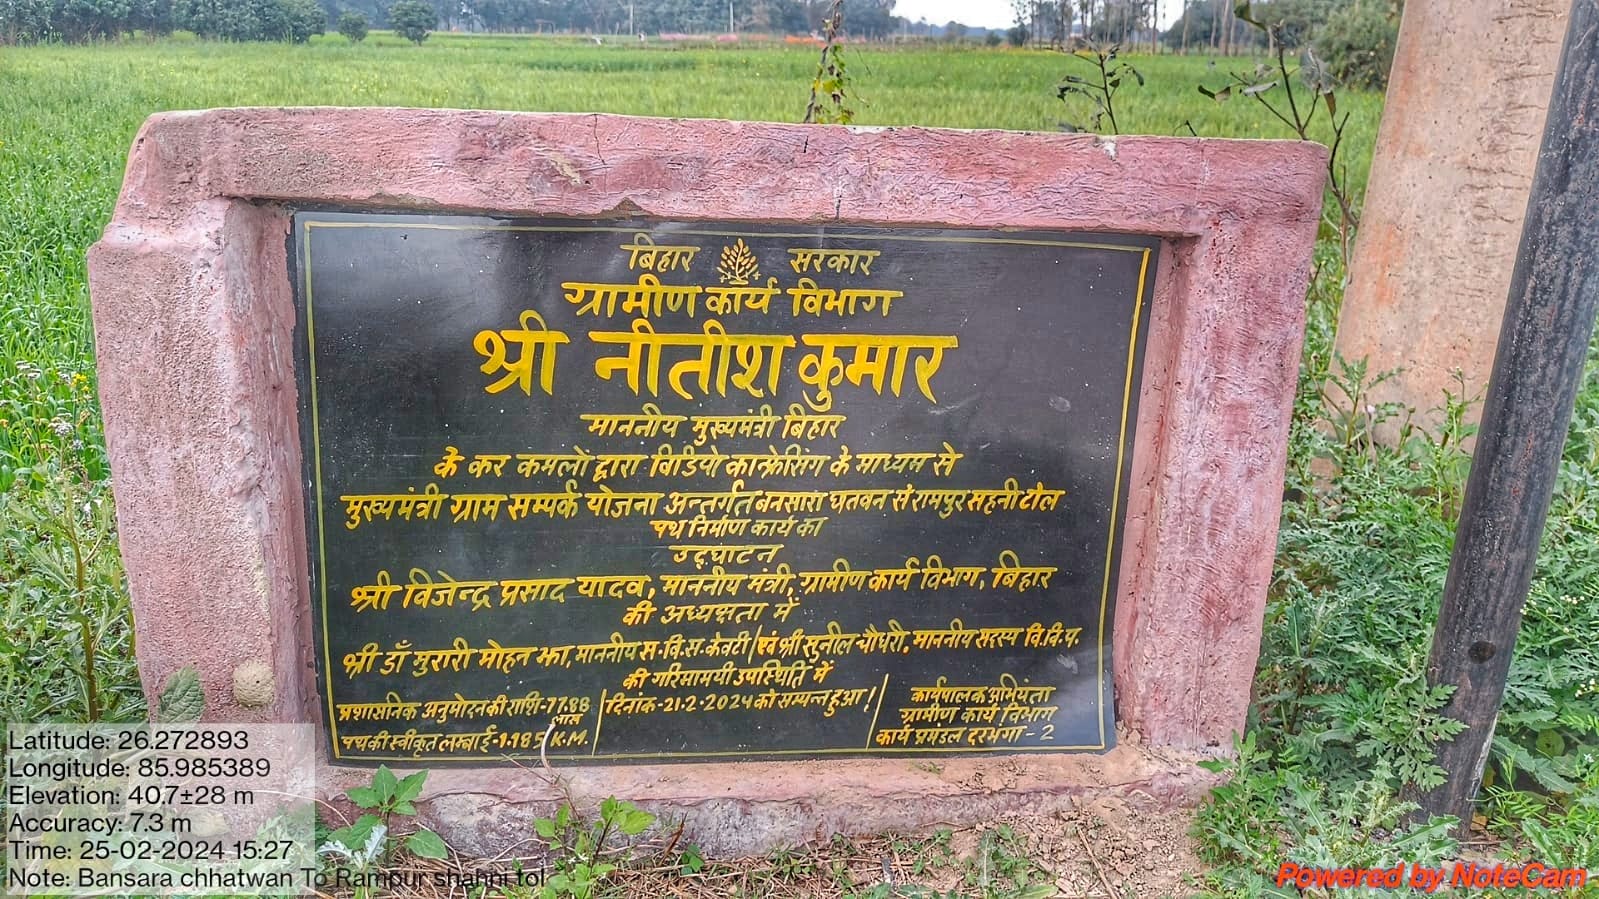 बिहार सरकार
ग्रामीण कार्य विभाग
श्री नीतीश कुमार
माननीय मुख्यमंत्री बिहार
के कर कमलों द्वारा विडियो कान्फ्रेसिंग के माध्यम से
मुख्यमंत्री ग्राम सम्पर्क योजना अन्तर्गत बनसारा घतवन से रामपुर सहनी टोल
पथ निर्माण कार्य का
उद्घाटन
श्री विजेन्द्र प्रसाद यादव, माननीय मंत्री, ग्रामीण कार्य विभाग, बिहार
की अध्यक्षता में
श्री डाँ मुरारी मोहन झा, माननीय स.वि.स. केवटी/एवं श्री सुनील चौधरी, माननीय सदस्य वि.वि.प.
की गरिमामयी उपस्थिति में
प्रशासनिक अनुमोदन की राशि-77.88 लाख
पथ की स्वीकृत लम्बाई-1.185 K.M.
दिनांक-21.2.2024 को सम्पन्न हुआ!
कार्यपालक अभियंता
ग्रामीण कार्य विभाग
कार्य प्रमंडल दरभंगा-2
Latitude: 26.272893
Longitude: 85.985389
Elevation: 40.7±28 m
Accuracy: 7.3 m
Time: 25-02-2024 15:27
Note: Bansara chhatwan To Rampur shahni tol
Powered by NoteCam